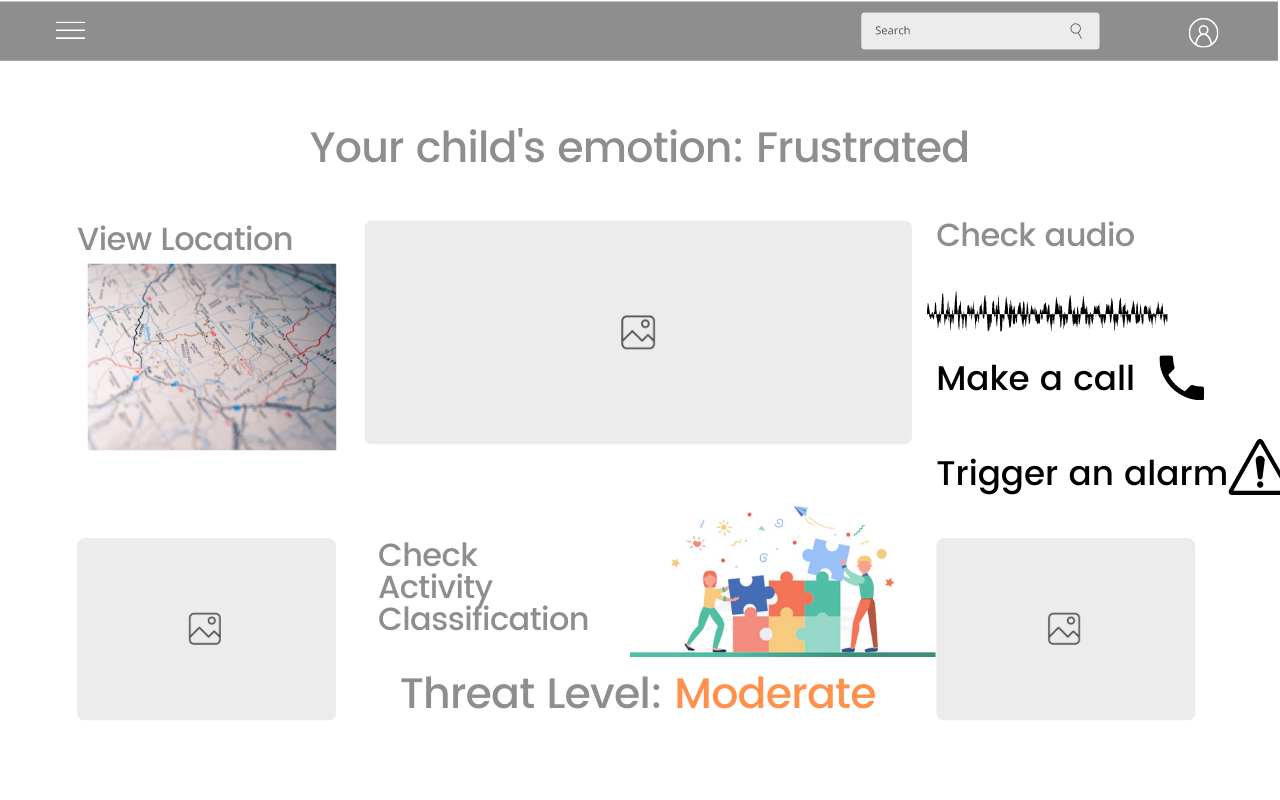 Search
Your child's emotion: Frustrated
View Location
Check audio
Make a call
Trigger an alarm
Check
Activity
Classification
Threat Level: Moderate